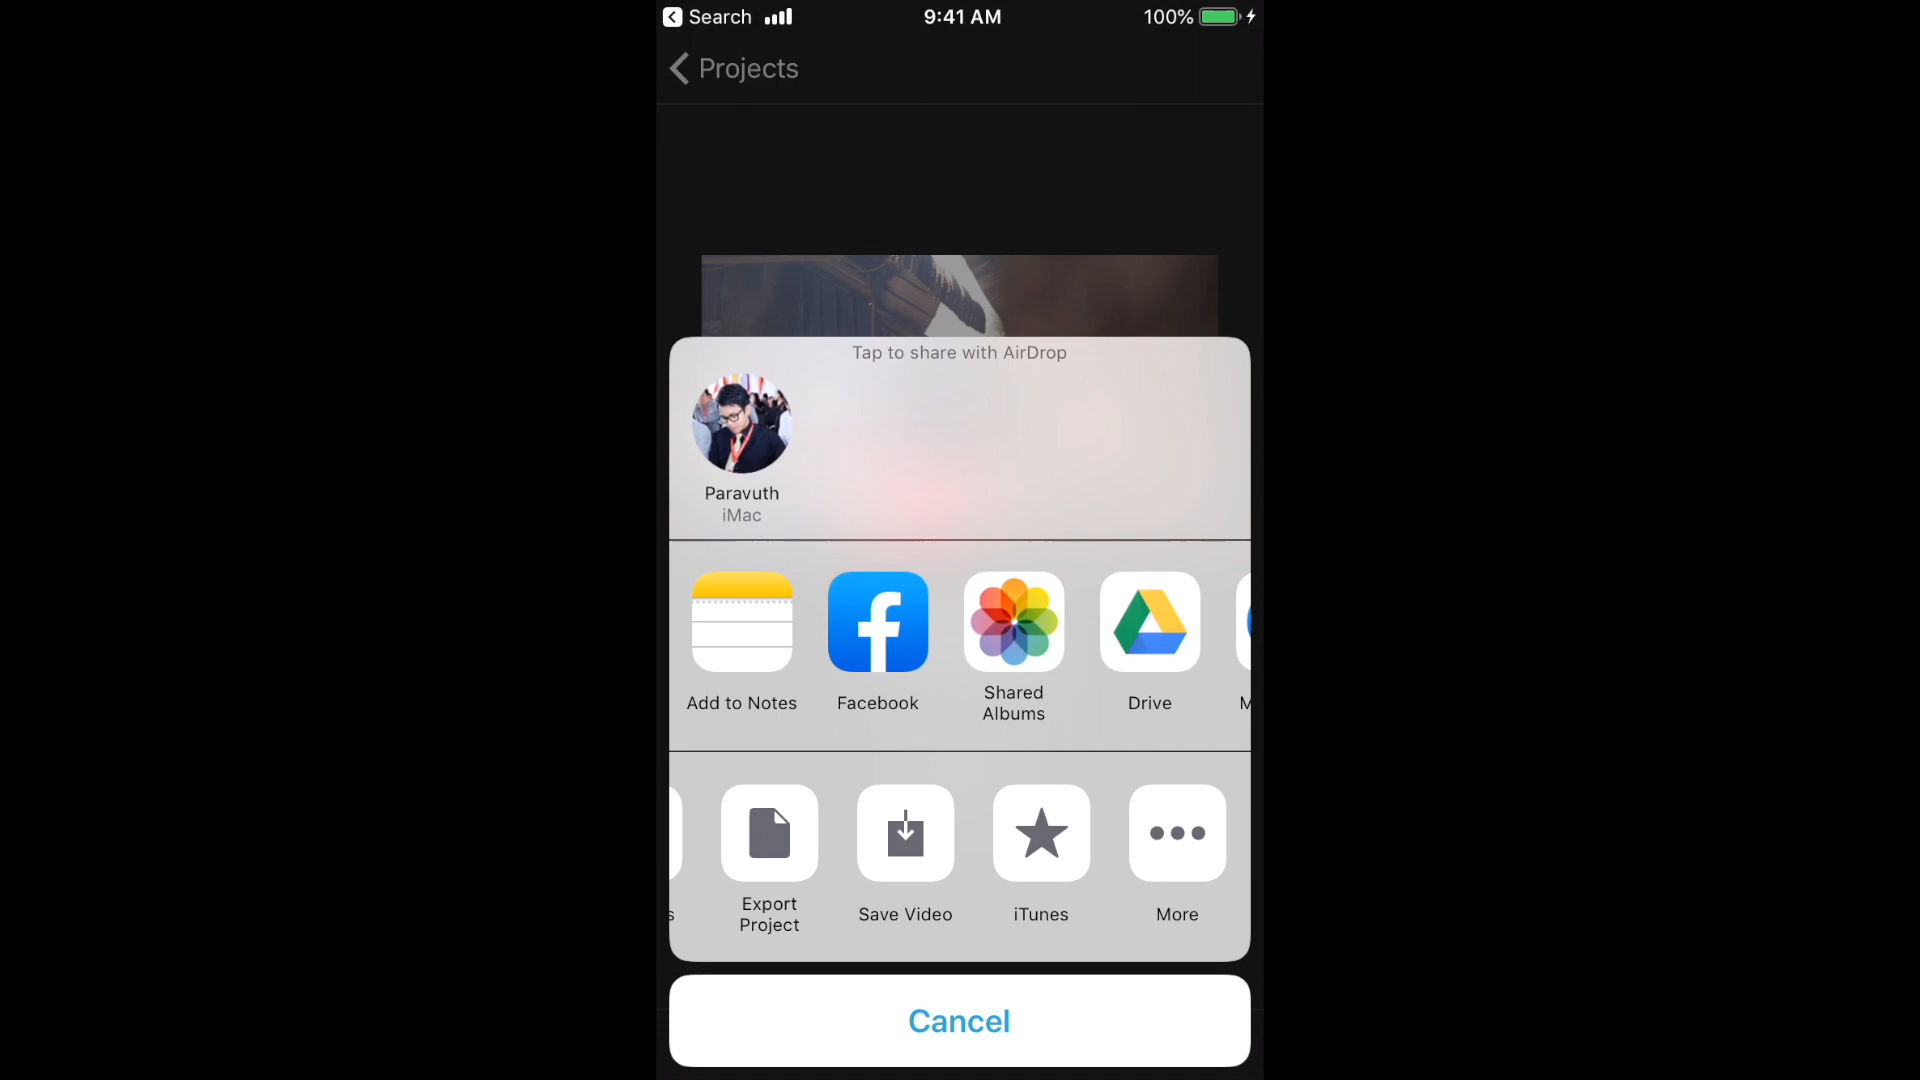 Search
9:41 AM
100%
Projects
Tap to share with AirDrop
Paravuth
iMac
Add to Notes
Facebook
Shared
Albums
Drive
M
s
Export
Project
Save Video
iTunes
More
Cancel